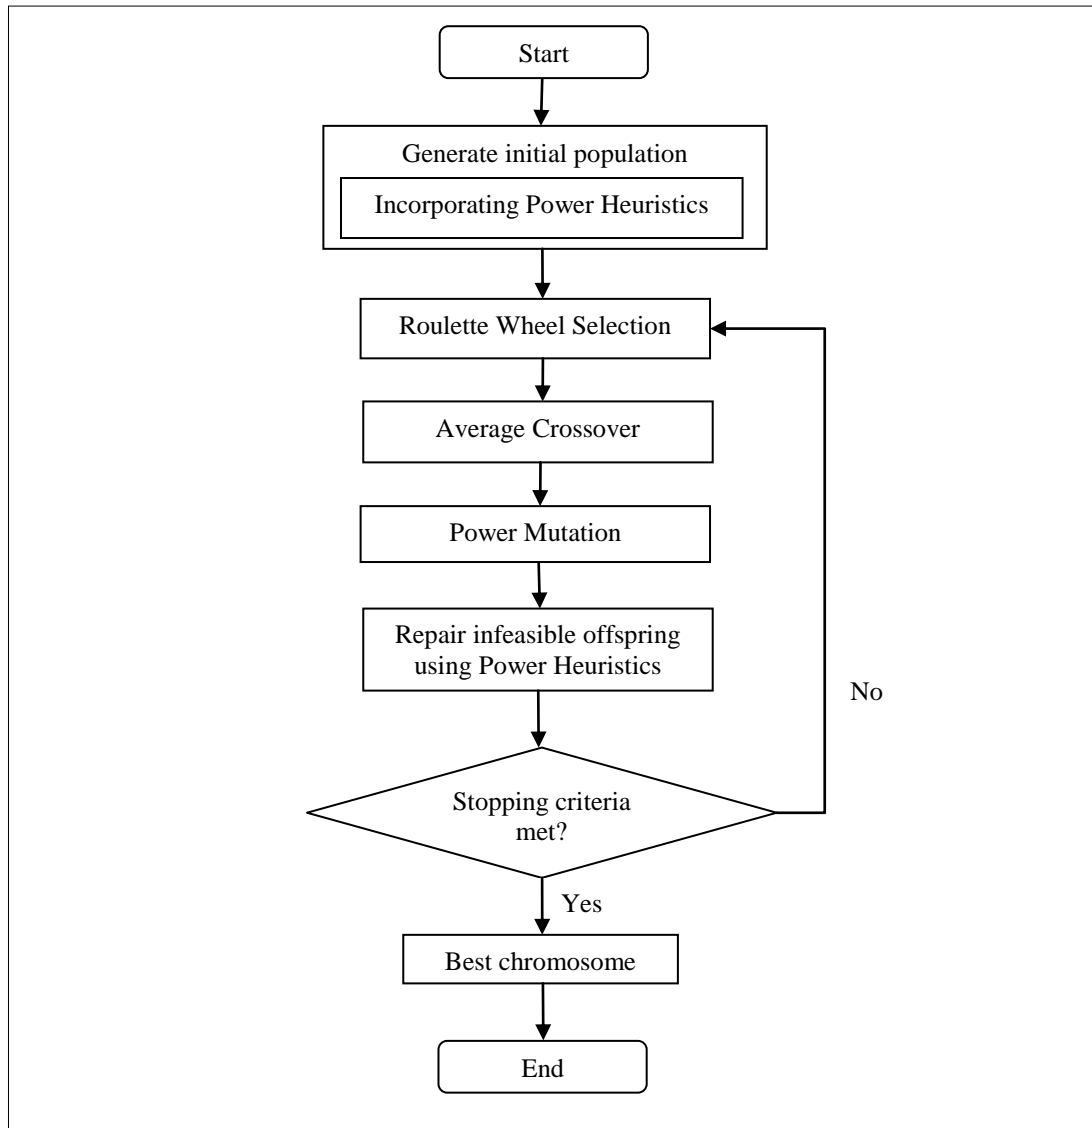 Start
Generate initial population
Incorporating Power Heuristics
Roulette Wheel Selection
Average Crossover
Power Mutation
Repair infeasible offspring
using Power Heuristics
No
Stopping criteria
met?
Yes
Best chromosome
End